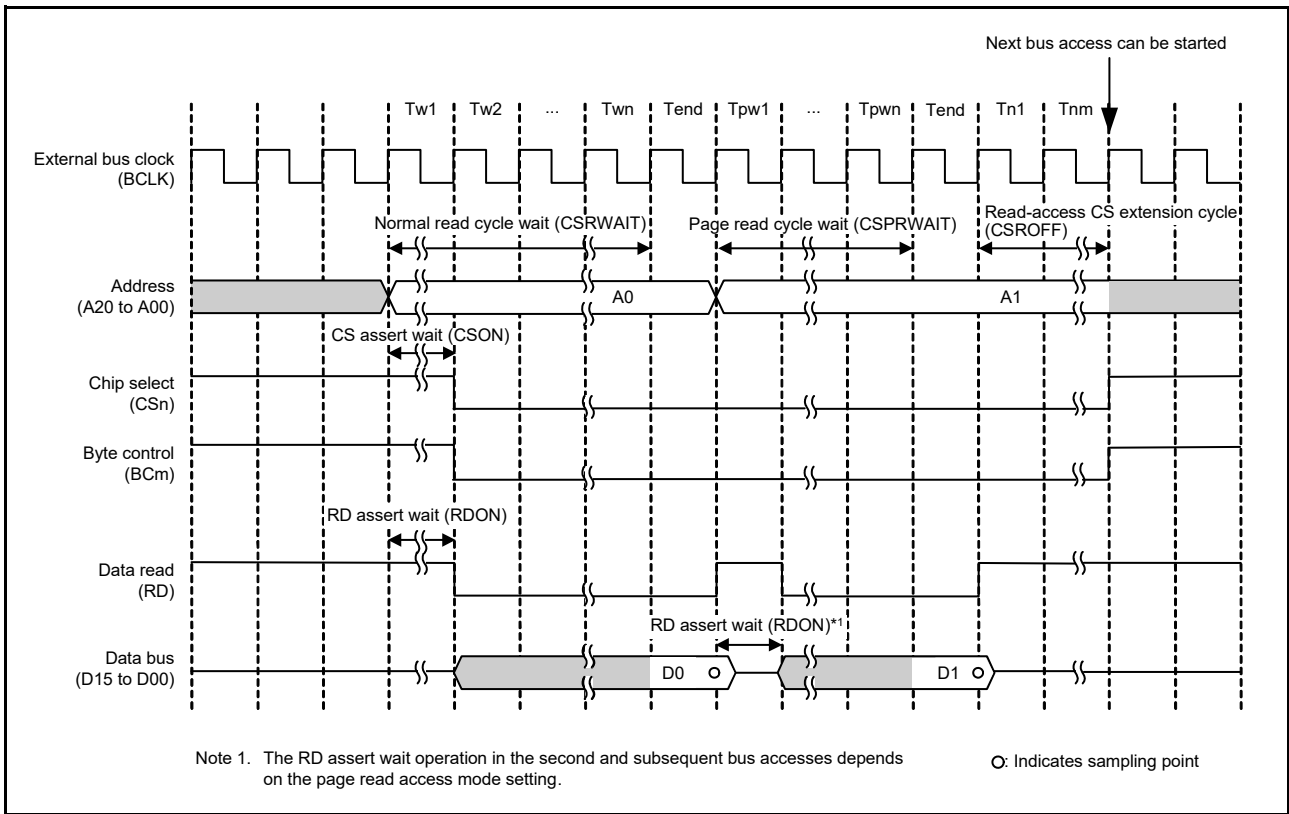 Next bus access can be started
Tw1 Tw2 ... Twn Tend Tpw1 ... Tpwn Tend Tn1 Tnm
External bus clock
(BCLK)
Normal read cycle wait (CSRWAIT)
Page read cycle wait (CSPRWAIT)
Read-access CS extension cycle
(CSROFF)
Address
(A20 to A00)
A0
A1
CS assert wait (CSON)
Chip select
(CSn)
Byte control
(BCm)
RD assert wait (RDON)
Data read
(RD)
RD assert wait (RDON)*1
Data bus
(D15 to D00)
D0
D1
Note 1. The RD assert wait operation in the second and subsequent bus accesses depends
on the page read access mode setting.
O: Indicates sampling point